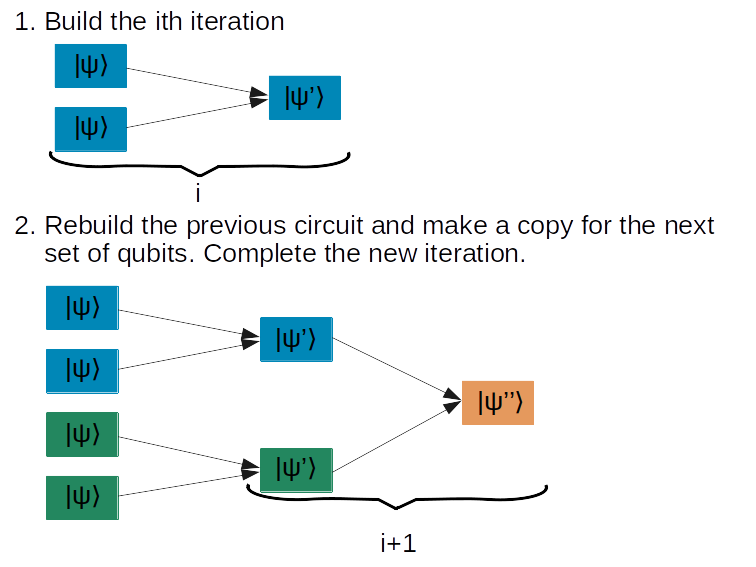 1. Build the ith iteration
|ψ⟩
|ψ’⟩
|ψ⟩
i
2. Rebuild the previous circuit and make a copy for the next
set of qubits. Complete the new iteration.
|ψ⟩
|ψ’⟩
|ψ⟩
|ψ’’⟩
|ψ⟩
|ψ’⟩
|ψ⟩
i+1